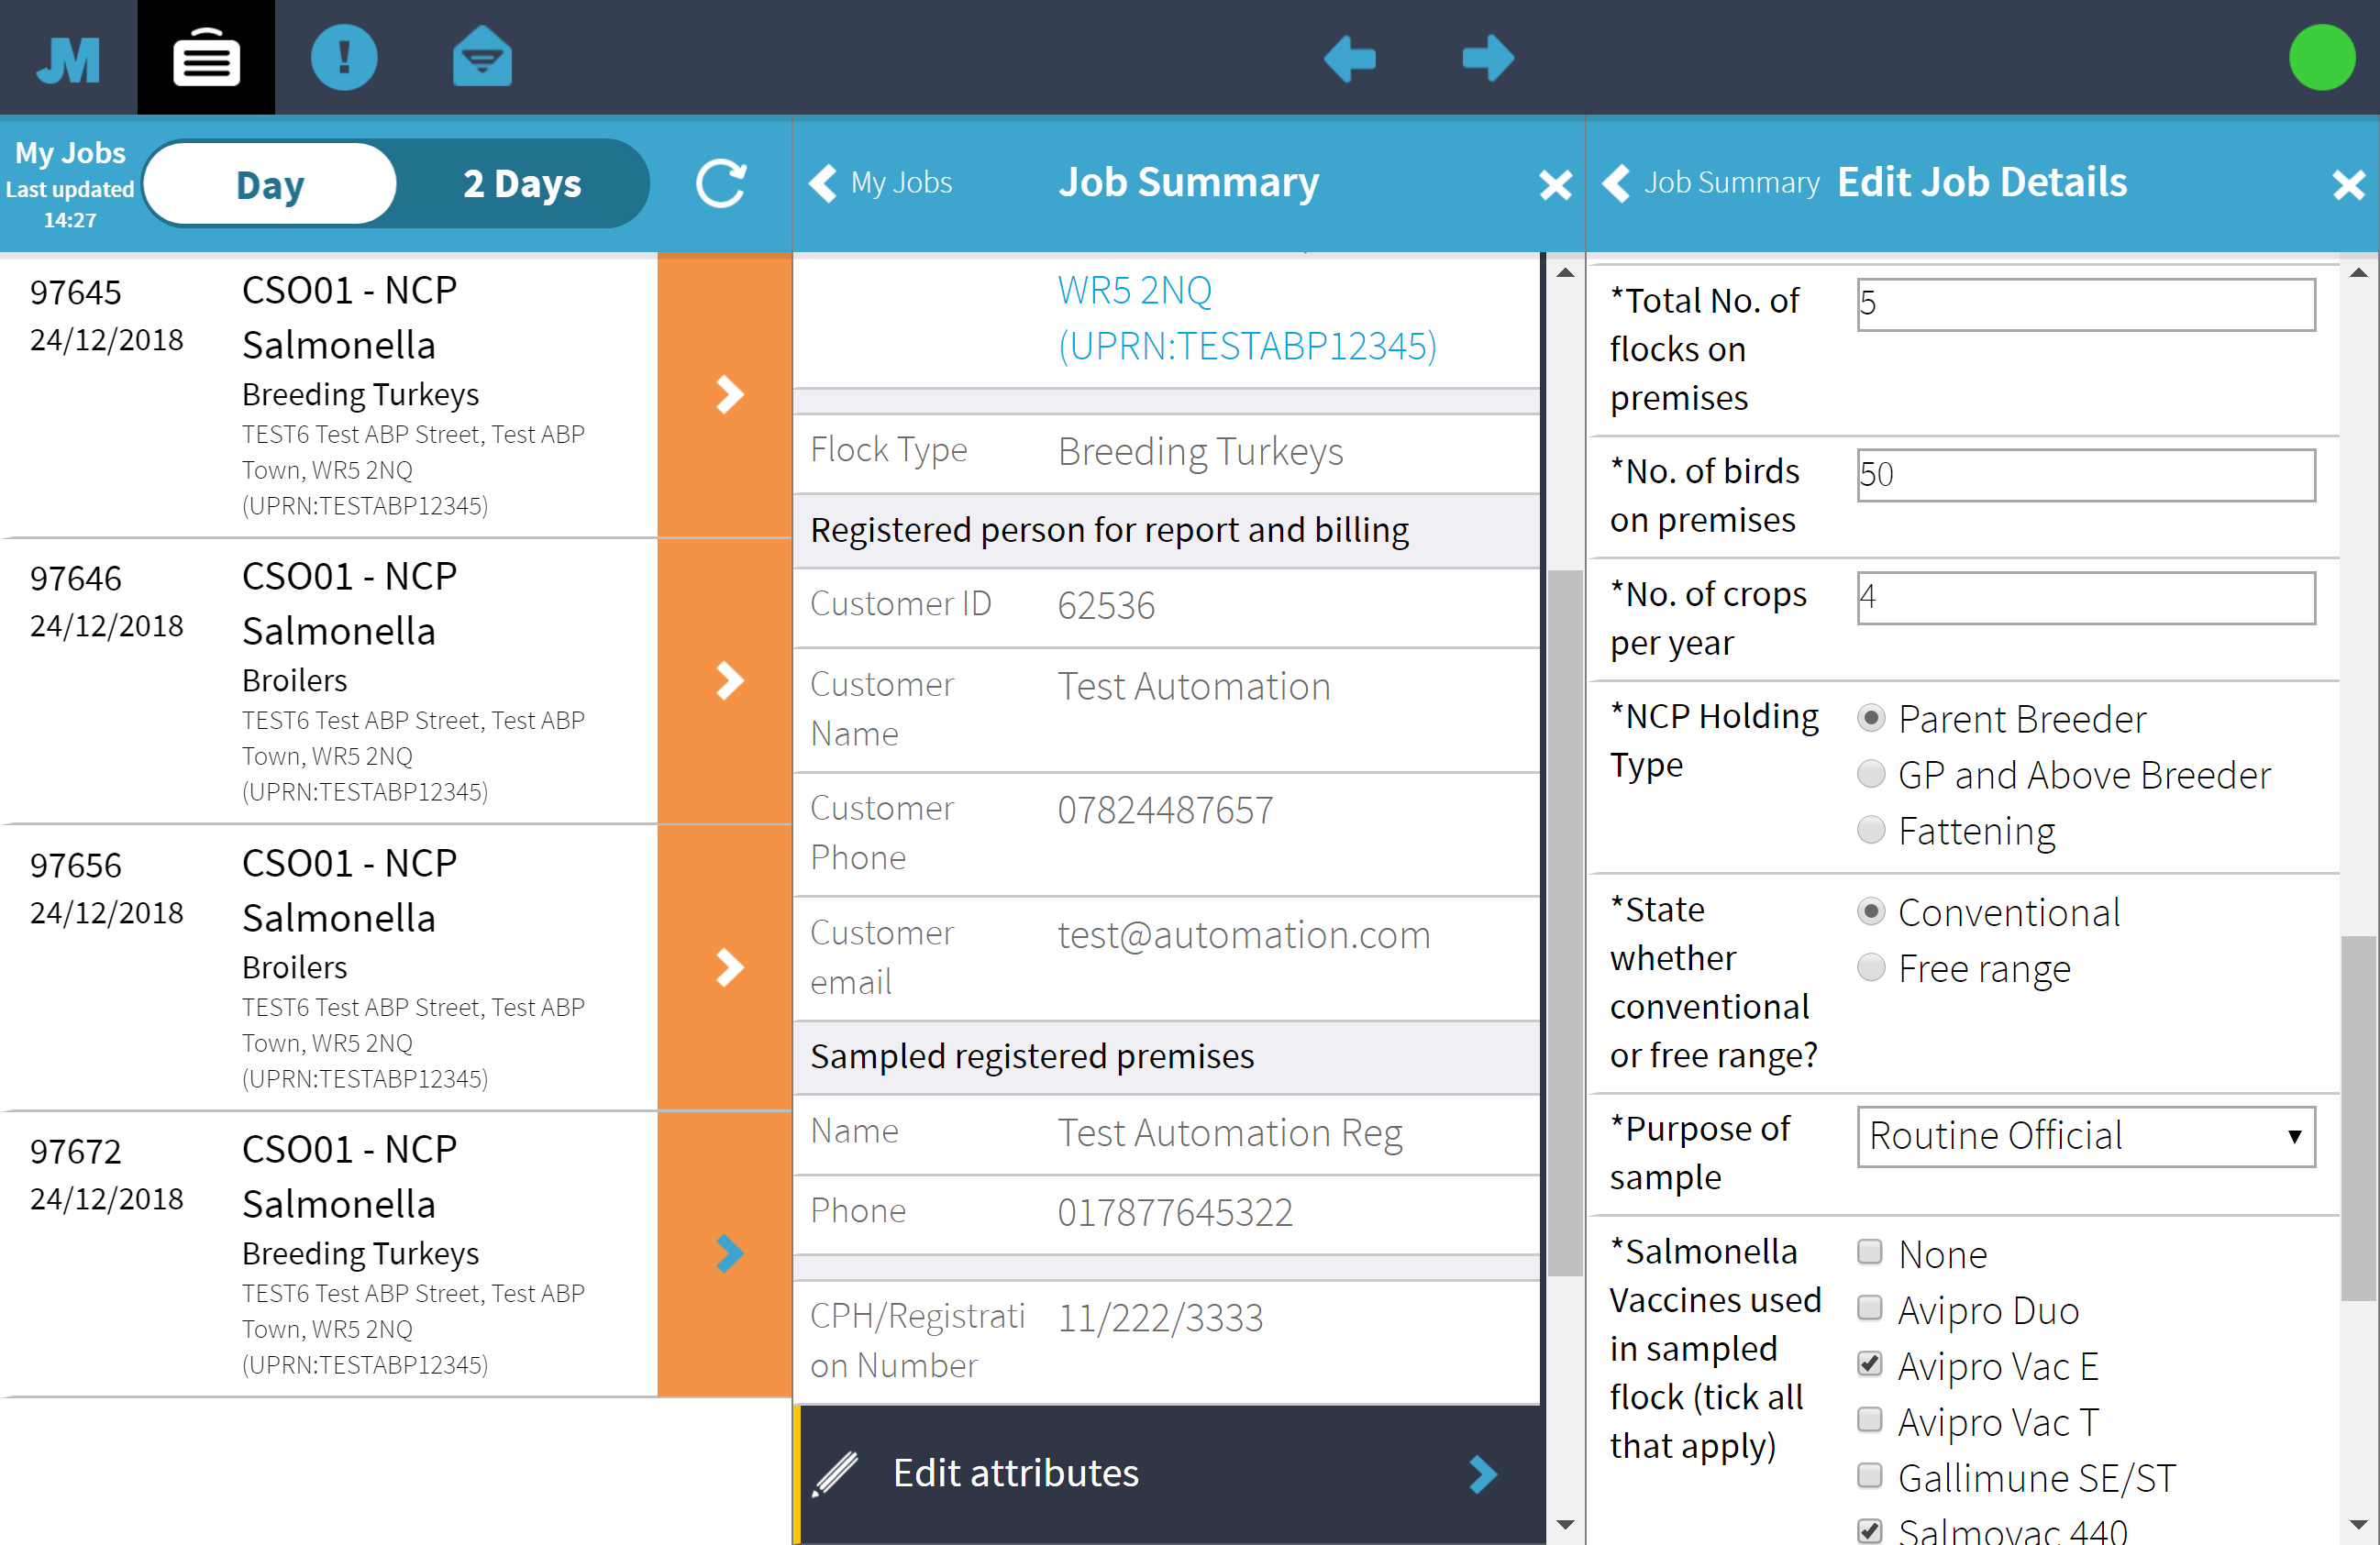 JM
My Jobs
Last updated
14:27
Day
2 Days
My Jobs
Job Summary
Job Summary
Edit Job Details
97645
24/12/2018
CSO01 - NCP
Salmonella
Breeding Turkeys
TEST6 Test ABP Street, Test ABP
Town, WR5 2NQ
(UPRN:TESTABP12345)
97646
24/12/2018
CSO01 - NCP
Salmonella
Broilers
TEST6 Test ABP Street, Test ABP
Town, WR5 2NQ
(UPRN:TESTABP12345)
97656
24/12/2018
CSO01 - NCP
Salmonella
Broilers
TEST6 Test ABP Street, Test ABP
Town, WR5 2NQ
(UPRN:TESTABP12345)
97672
24/12/2018
CSO01 - NCP
Salmonella
Breeding Turkeys
TEST6 Test ABP Street, Test ABP
Town, WR5 2NQ
(UPRN:TESTABP12345)
WR5 2NQ
(UPRN:TESTABP12345)
Flock Type
Breeding Turkeys
Registered person for report and billing
Customer ID
62536
Customer
Name
Test Automation
Customer
Phone
07824487657
Customer
email
test@automation.com
Sampled registered premises
Name
Test Automation Reg
Phone
017877645322
CPH/Registrati
on Number
11/222/3333
Edit attributes
*Total No. of
flocks on
premises
5
*No. of birds
on premises
50
*No. of crops
per year
4
*NCP Holding
Type
Parent Breeder
GP and Above Breeder
Fattening
*State
whether
conventional
or free range?
Conventional
Free range
*Purpose of
sample
Routine Official
*Salmonella
Vaccines used
in sampled
flock (tick all
that apply)
None
Avipro Duo
Avipro Vac E
Avipro Vac T
Gallimune SE/ST
Salmovac 440